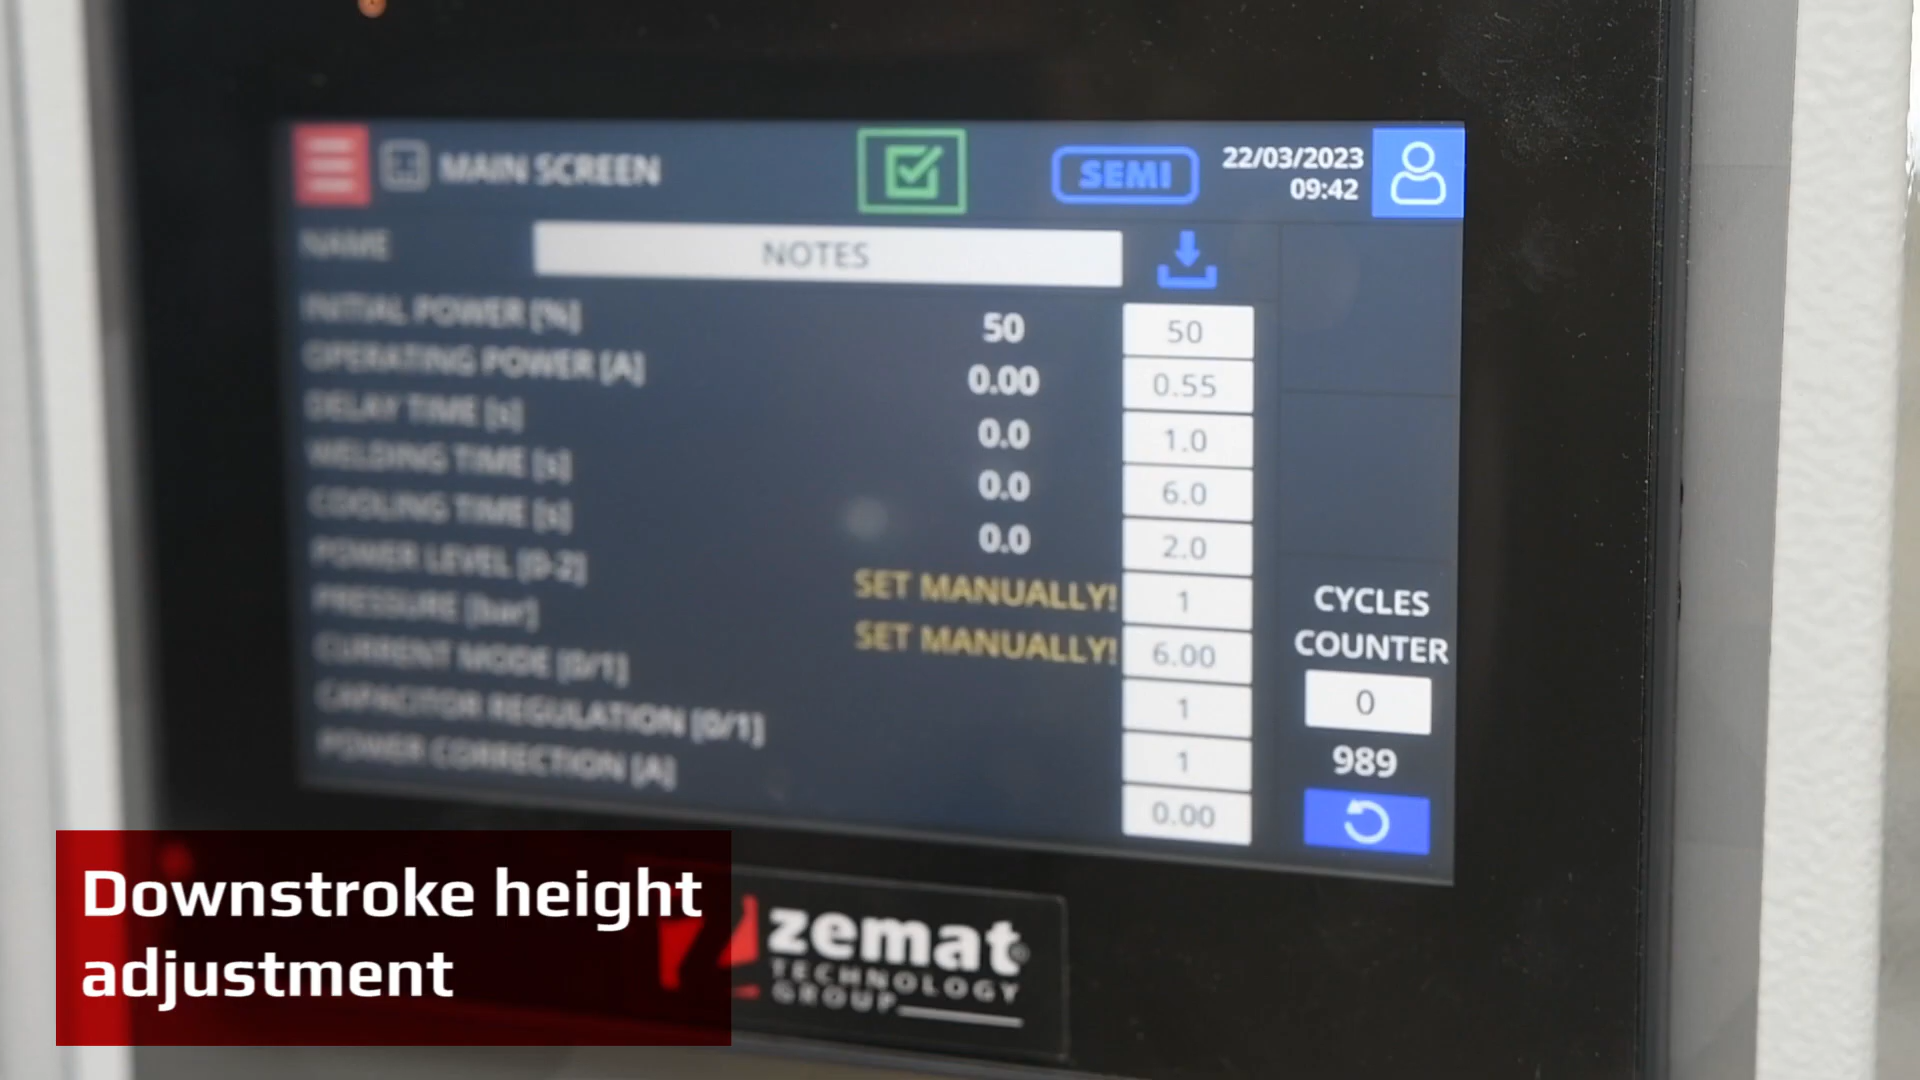 MAIN SCREEN
SEMI
22/03/2023
09:42
NAME
NOTES
INITIAL POWER [%] 50 50
OPERATING POWER [A] 0.00 0.55
DELAY TIME [s] 0.0 1.0
WELDING TIME [s] 0.0 6.0
COOLING TIME [s] 0.0 2.0
POWER LEVEL [0-2] SET MANUALLY! 1
PRESSURE [bar] SET MANUALLY! 6.00
CURRENT MODE [0/1] 1
CAPACITOR REGULATION [0/1] 1
POWER CORRECTION [A] 0.00
CYCLES
COUNTER
0
989
Downstroke height
adjustment
zemat
TECHNOLOGY
GROUP